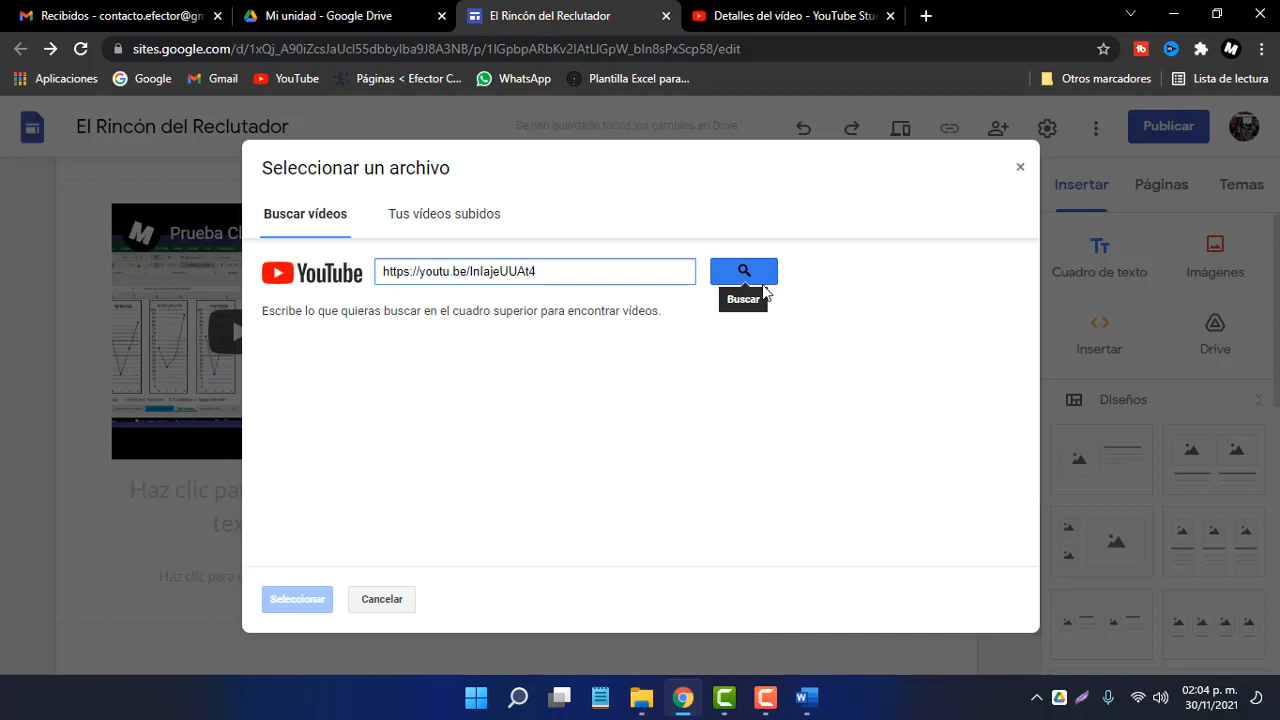 Recibidos - contacto.efector@gm
Mi unidad - Google Drive
El Rincón del Reclutador
Detalles del vídeo - YouTube Stu
sites.google.com/d/1xQj_A90iZcsJaUcI55dbbyIba9J8A3NB/p/1IGpbpARbKv2IAtLIGpW_bIn8sPxScp58/edit
Aplicaciones
Google
Gmail
YouTube
Páginas < Efector C...
WhatsApp
Plantilla Excel para...
Otros marcadores
Lista de lectura
El Rincón del Reclutador
Se han guardado todos los cambios en Drive
Publicar
Seleccionar un archivo
Insertar
Páginas
Temas
Buscar vídeos
Tus vídeos subidos
Prueba Cl
YouTube
https://youtu.be/InIajeUUAt4
Buscar
Cuadro de texto
Imágenes
Escribe lo que quieras buscar en el cuadro superior para encontrar vídeos.
Insertar
Drive
Diseños
Haz clic pa
tex
Haz clic para e
Seleccionar
Cancelar
02:04 p. m.
30/11/2021